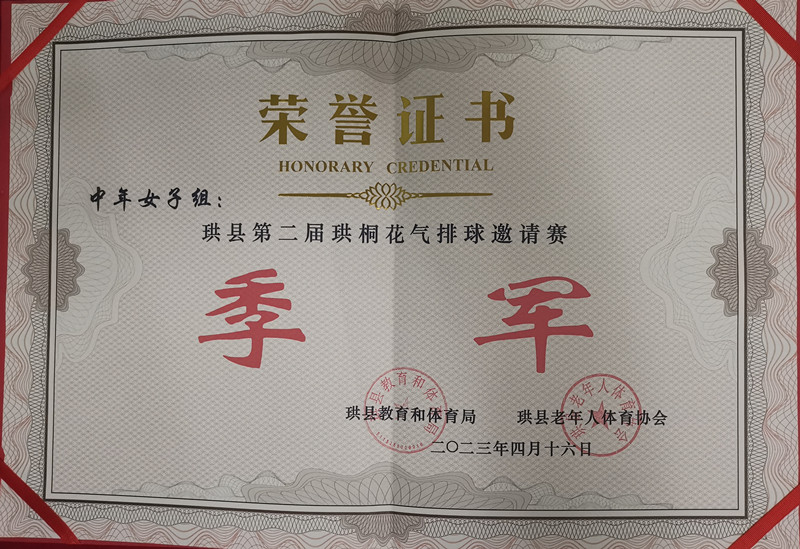 荣誉证书
HONORARY CREDENTIAL
中年女子组：
珙县第二届珙桐花气排球邀请赛
季军
珙县教育和体育局 珙县老年人体育协会
二〇二三年四月十六日